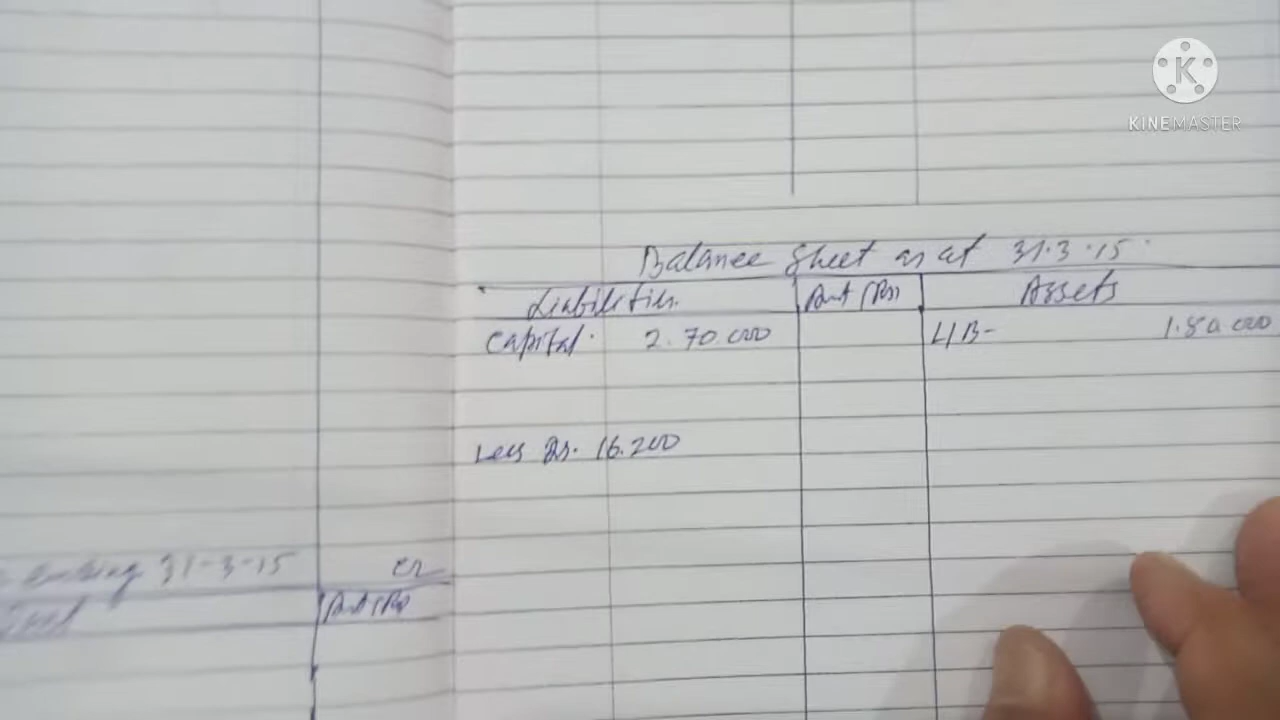 KINEMASTER
Balance Sheet as at 31.3.15
Liabilities Amt (Rs) Assets
Capital. 2.70.000 L/B- 1.80.000
Less Dr. 16.200
Ending 31-3-15 Cr
Amt (Rs)